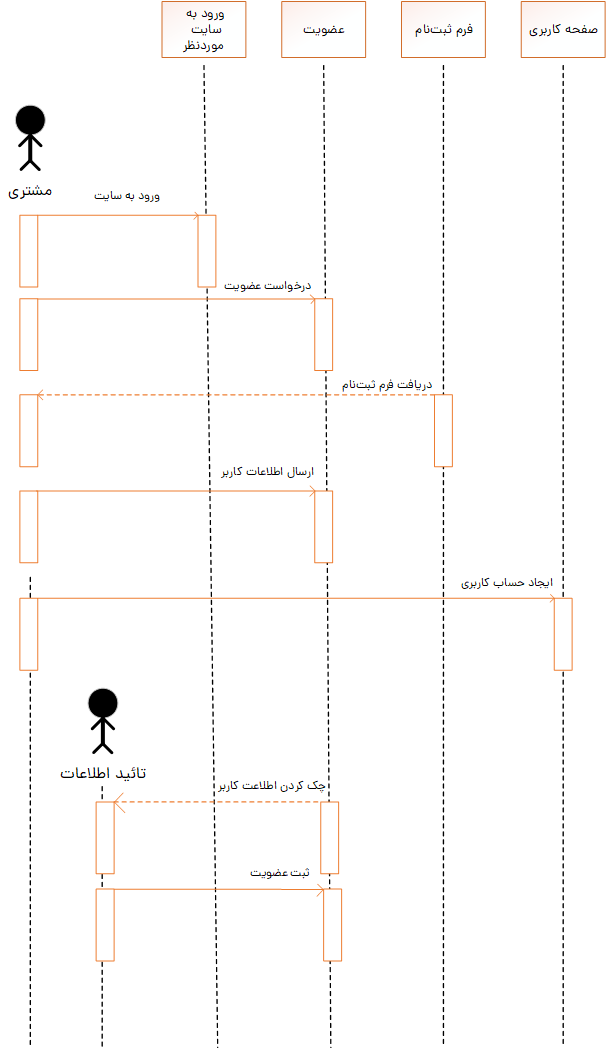 ورود به
سایت
موردنظر
عضویت
فرم ثبت‌نام
صفحه کاربری
مشتری
ورود به سایت
درخواست عضویت
دریافت فرم ثبت‌نام
ارسال اطلاعات کاربر
ایجاد حساب کاربری
تائید اطلاعات
چک کردن اطلاعت کاربر
ثبت عضویت